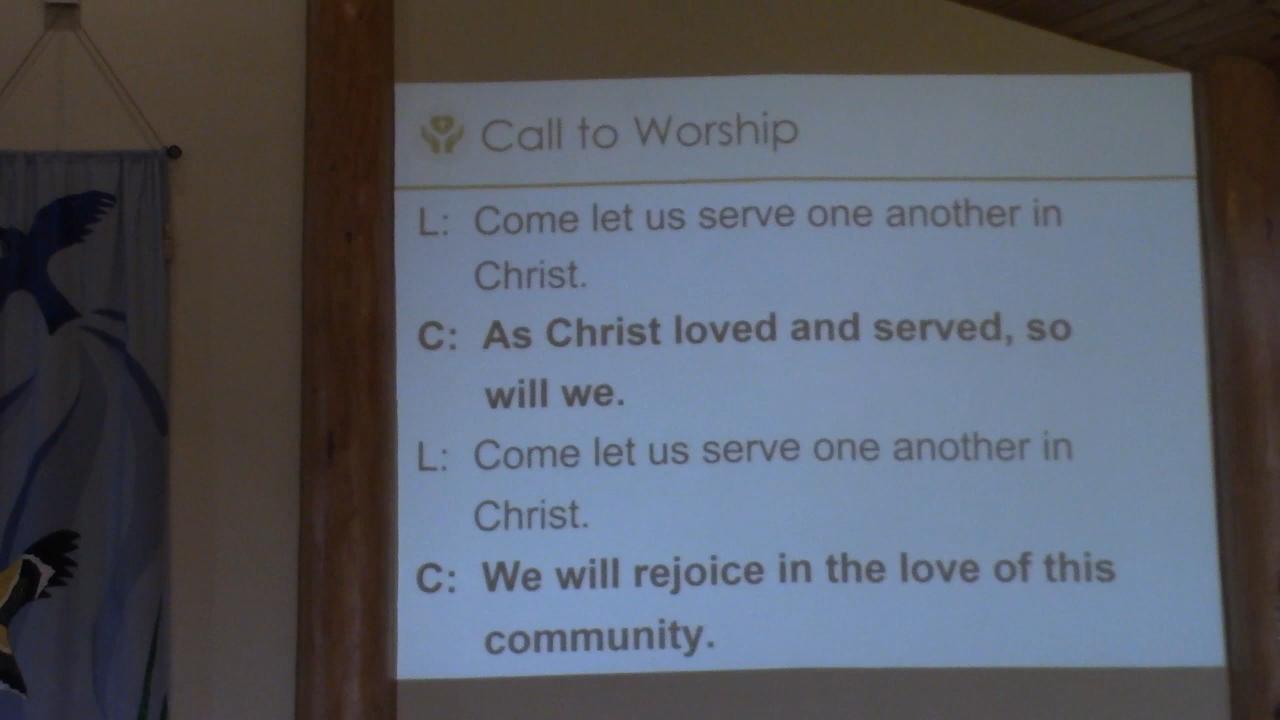 Call to Worship
L: Come let us serve one another in
Christ.
C: As Christ loved and served, so
will we.
L: Come let us serve one another in
Christ.
C: We will rejoice in the love of this
community.